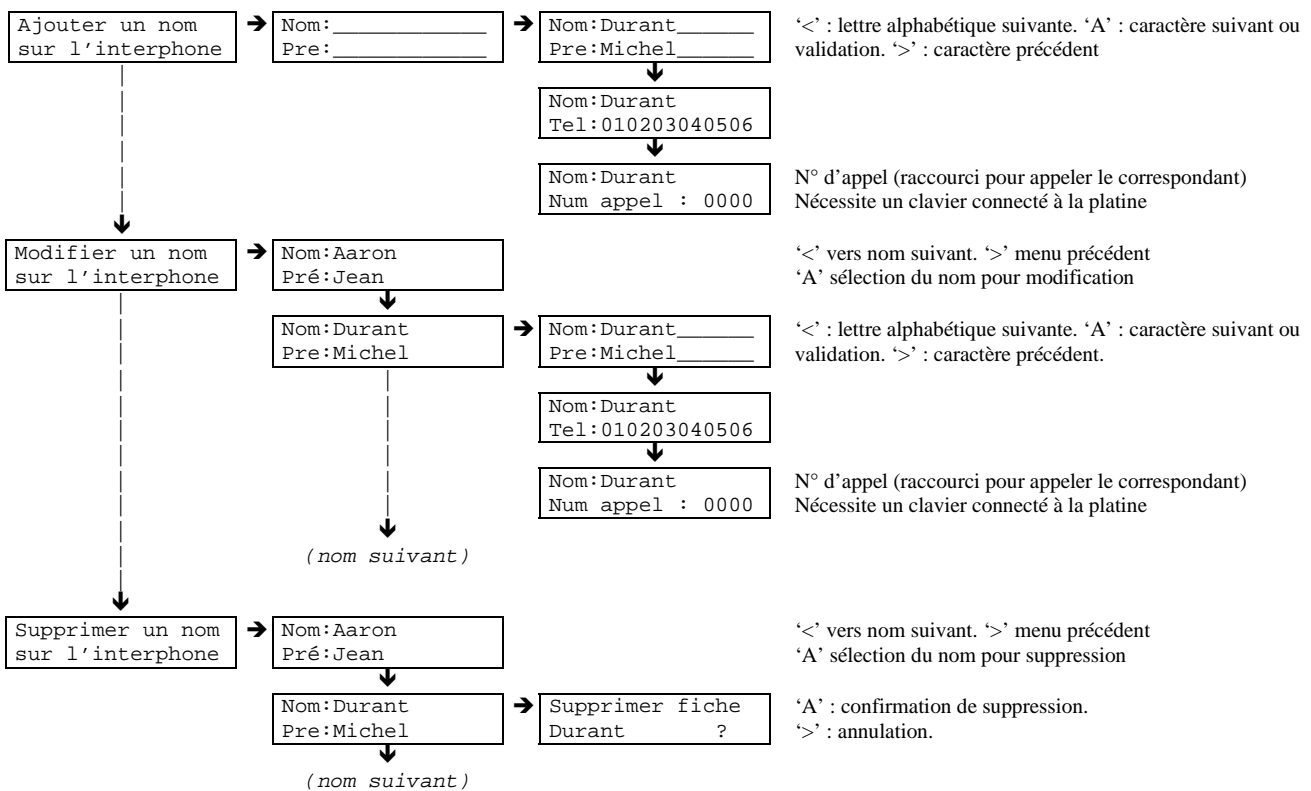 Ajouter un nom
sur l'interphone
Nom:____________
Pre:____________
Nom:Durant______
Pre:Michel______
‘<’ : lettre alphabétique suivante. ‘A’ : caractère suivant ou
validation. ‘>’ : caractère précédent
Nom:Durant
Tel:010203040506
Nom:Durant
Num appel : 0000
N° d’appel (raccourci pour appeler le correspondant)
Nécessite un clavier connecté à la platine
Modifier un nom
sur l'interphone
Nom:Aaron
Pré:Jean
‘<’ vers nom suivant. ‘>’ menu précédent
‘A’ sélection du nom pour modification
Nom:Durant
Pre:Michel
Nom:Durant______
Pre:Michel______
‘<’ : lettre alphabétique suivante. ‘A’ : caractère suivant ou
validation. ‘>’ : caractère précédent.
Nom:Durant
Tel:010203040506
Nom:Durant
Num appel : 0000
N° d’appel (raccourci pour appeler le correspondant)
Nécessite un clavier connecté à la platine
(nom suivant)
Supprimer un nom
sur l'interphone
Nom:Aaron
Pré:Jean
‘<’ vers nom suivant. ‘>’ menu précédent
‘A’ sélection du nom pour suppression
Nom:Durant
Pre:Michel
Supprimer fiche
Durant ?
‘A’ : confirmation de suppression.
‘>’ : annulation.
(nom suivant)